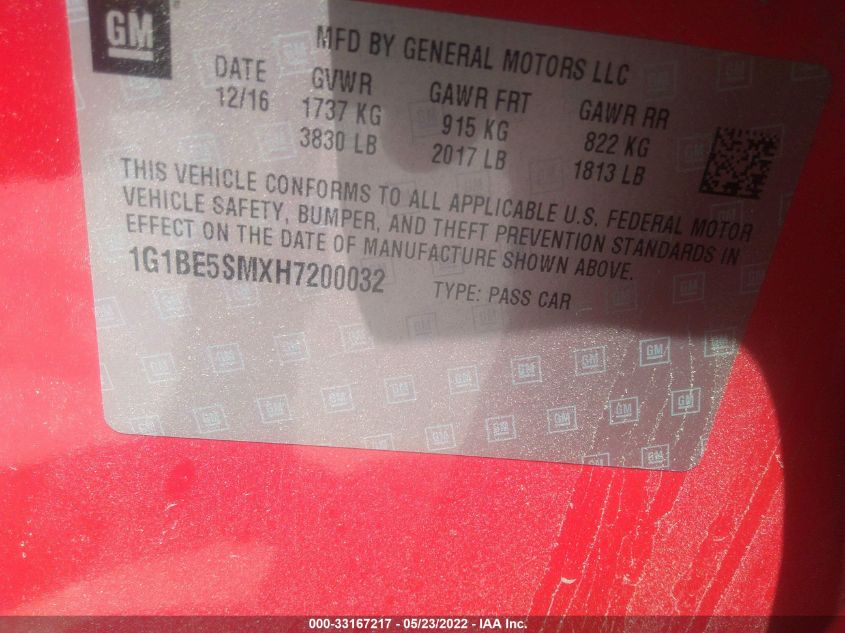 GM
MFD BY GENERAL MOTORS LLC
DATE GVWR GAWR FRT GAWR RR
12/16 1737 KG 915 KG 822 KG
3830 LB 2017 LB 1813 LB
THIS VEHICLE CONFORMS TO ALL APPLICABLE U.S. FEDERAL MOTOR
VEHICLE SAFETY, BUMPER, AND THEFT PREVENTION STANDARDS IN
EFFECT ON THE DATE OF MANUFACTURE SHOWN ABOVE.
1G1BE5SMXH7200032 TYPE: PASS CAR
000-33167217 - 05/23/2022 - IAA Inc.